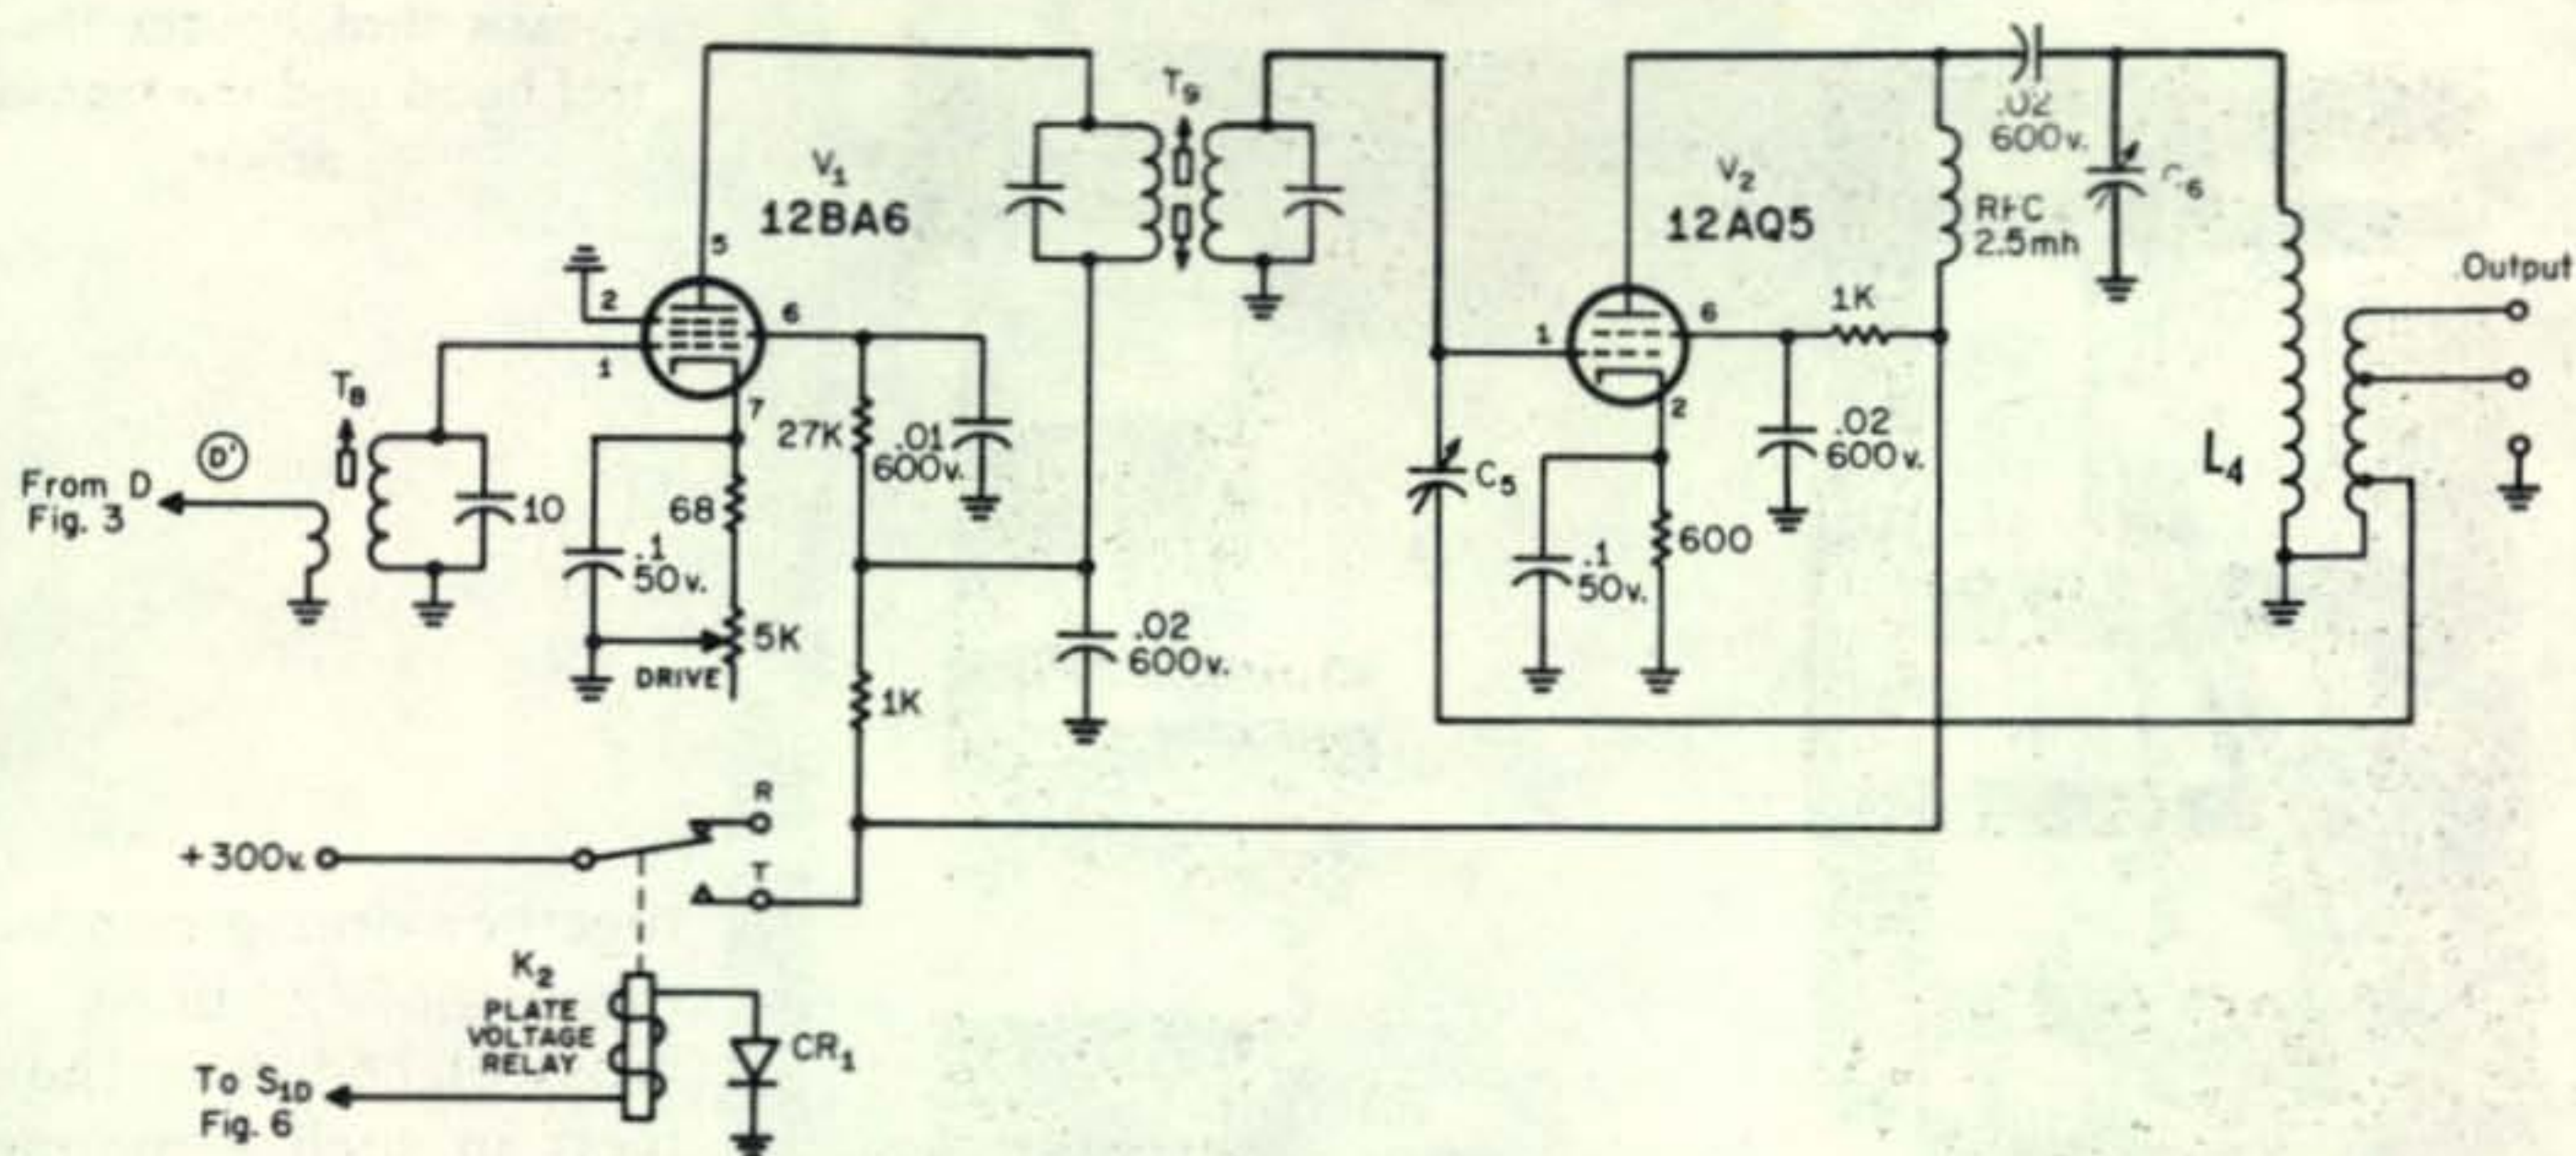 T9
V1
12BA6
5
2
6
1
7
T8
D'
From D
Fig. 3
10
68
.1
50v.
5K
DRIVE
27K
.01
600v.
.02
600v.
1K
V2
12AQ5
1
6
2
1K
.02
600v.
2.5mh
C5
.1
50v.
600
.02
600v.
L4
Output
R
T
+300v.
K2
PLATE
VOLTAGE
RELAY
CR1
To S1D
Fig. 6